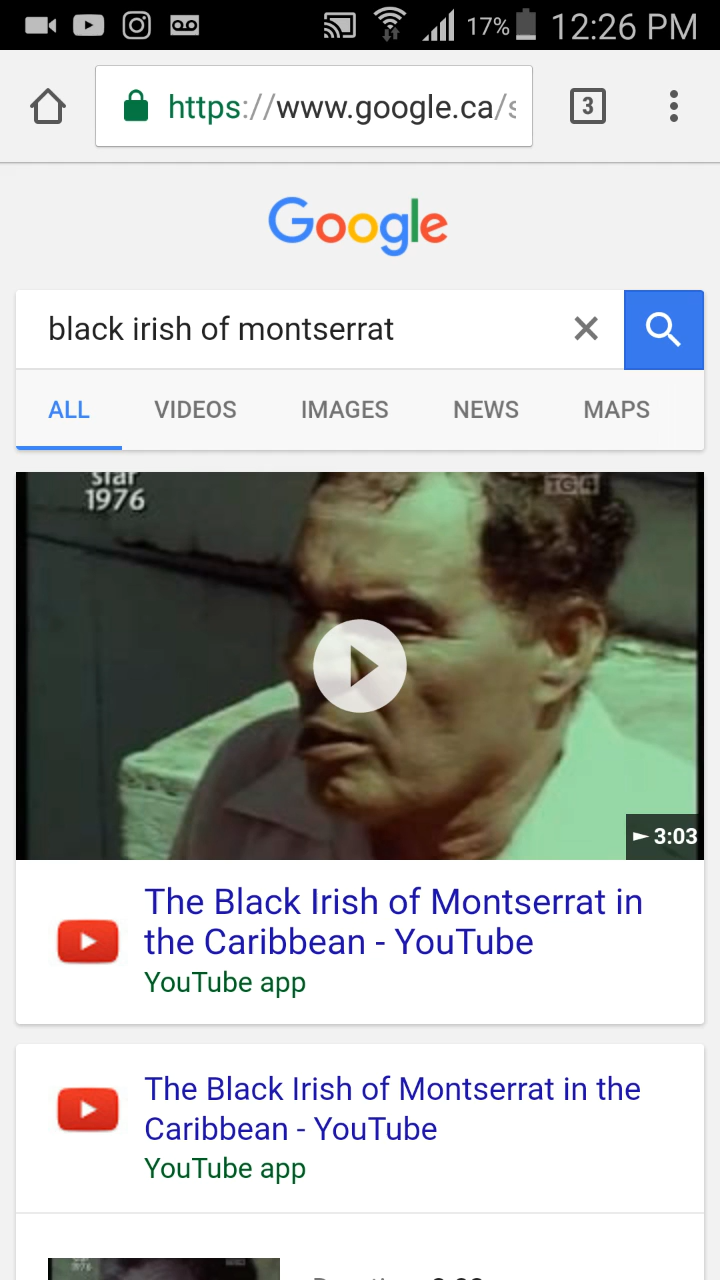 17% 12:26 PM
https://www.google.ca/s
3
Google
black irish of montserrat
ALL VIDEOS IMAGES NEWS MAPS
1976
TG4
3:03
The Black Irish of Montserrat in
the Caribbean - YouTube
YouTube app
The Black Irish of Montserrat in the
Caribbean - YouTube
YouTube app